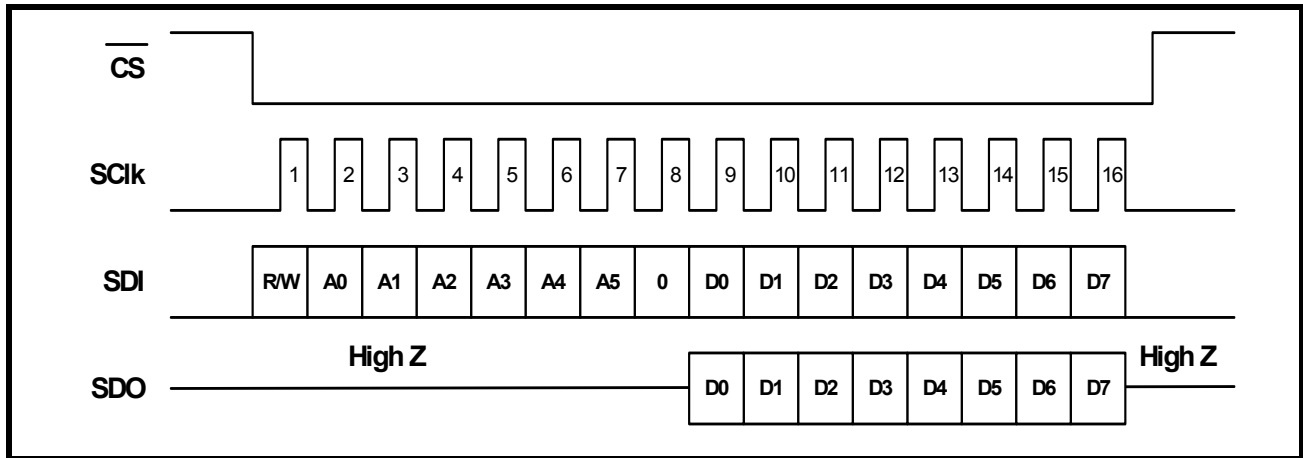 CS
SClk 1 2 3 4 5 6 7 8 9 10 11 12 13 14 15 16
SDI R/W A0 A1 A2 A3 A4 A5 0 D0 D1 D2 D3 D4 D5 D6 D7
High Z High Z
SDO D0 D1 D2 D3 D4 D5 D6 D7